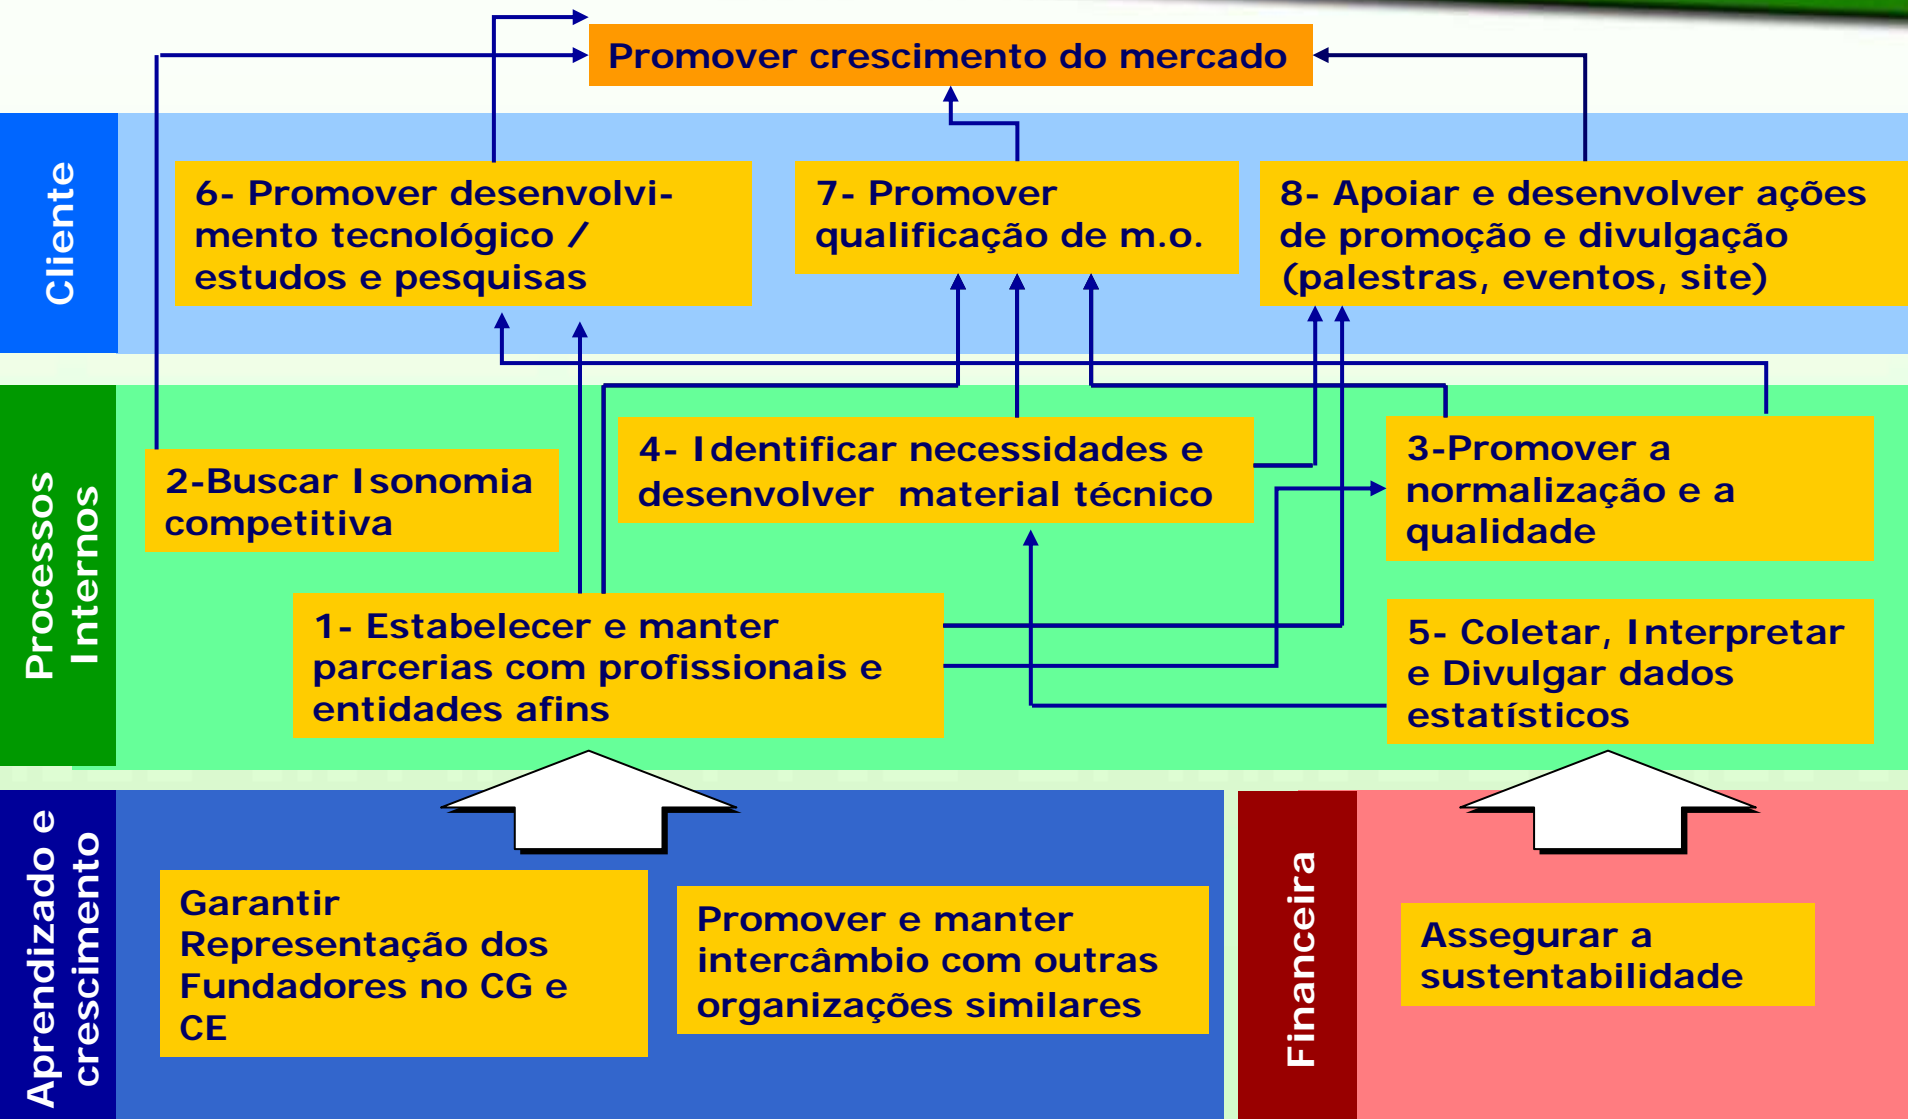 Promover crescimento do mercado
Cliente
6- Promover desenvolvi-
mento tecnológico /
estudos e pesquisas
7- Promover
qualificação de m.o.
8- Apoiar e desenvolver ações
de promoção e divulgação
(palestras, eventos, site)
Processos
Internos
2-Buscar Isonomia
competitiva
4- Identificar necessidades e
desenvolver material técnico
3-Promover a
normalização e a
qualidade
1- Estabelecer e manter
parcerias com profissionais e
entidades afins
5- Coletar, Interpretar
e Divulgar dados
estatísticos
Aprendizado e
crescimento
Garantir
Representação dos
Fundadores no CG e
CE
Promover e manter
intercâmbio com outras
organizações similares
Financeira
Assegurar a
sustentabilidade